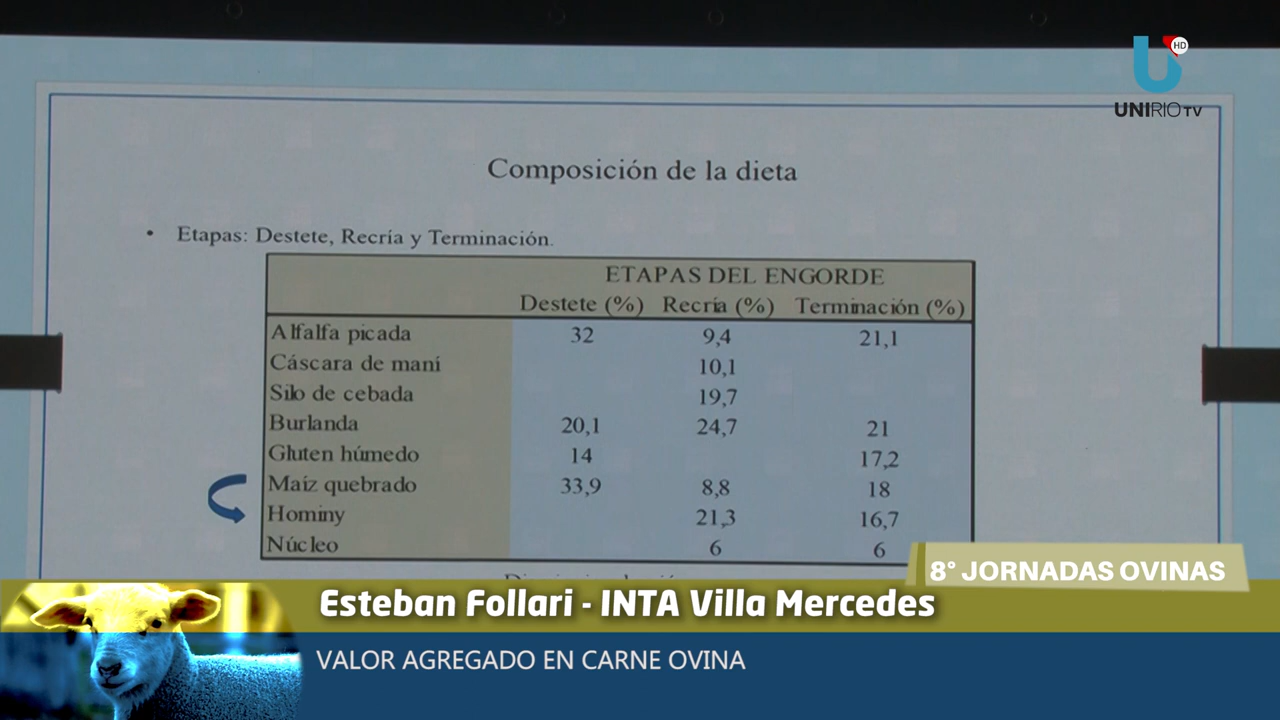 HD
UNIRIO TV
Composición de la dieta
• Etapas: Destete, Recría y Terminación.
ETAPAS DEL ENGORDE
Destete (%) Recría (%) Terminación (%)
Alfalfa picada 32 9,4 21,1
Cáscara de maní 10,1
Silo de cebada 19,7
Burlanda 20,1 24,7 21
Gluten húmedo 14 17,2
Maíz quebrado 33,9 8,8 18
Hominy 21,3 16,7
Núcleo 6 6
8° JORNADAS OVINAS
Esteban Follari - INTA Villa Mercedes
VALOR AGREGADO EN CARNE OVINA